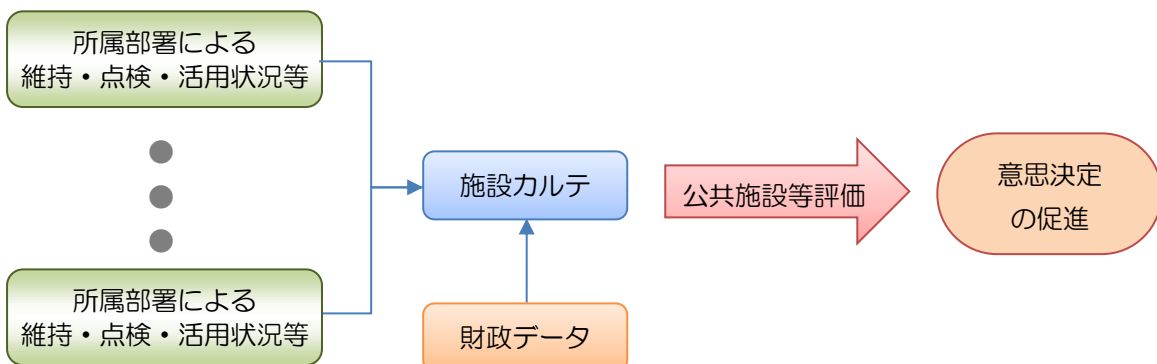 所属部署による
維持・点検・活用状況等
施設カルテ
公共施設等評価
意思決定
の促進
所属部署による
維持・点検・活用状況等
財政データ